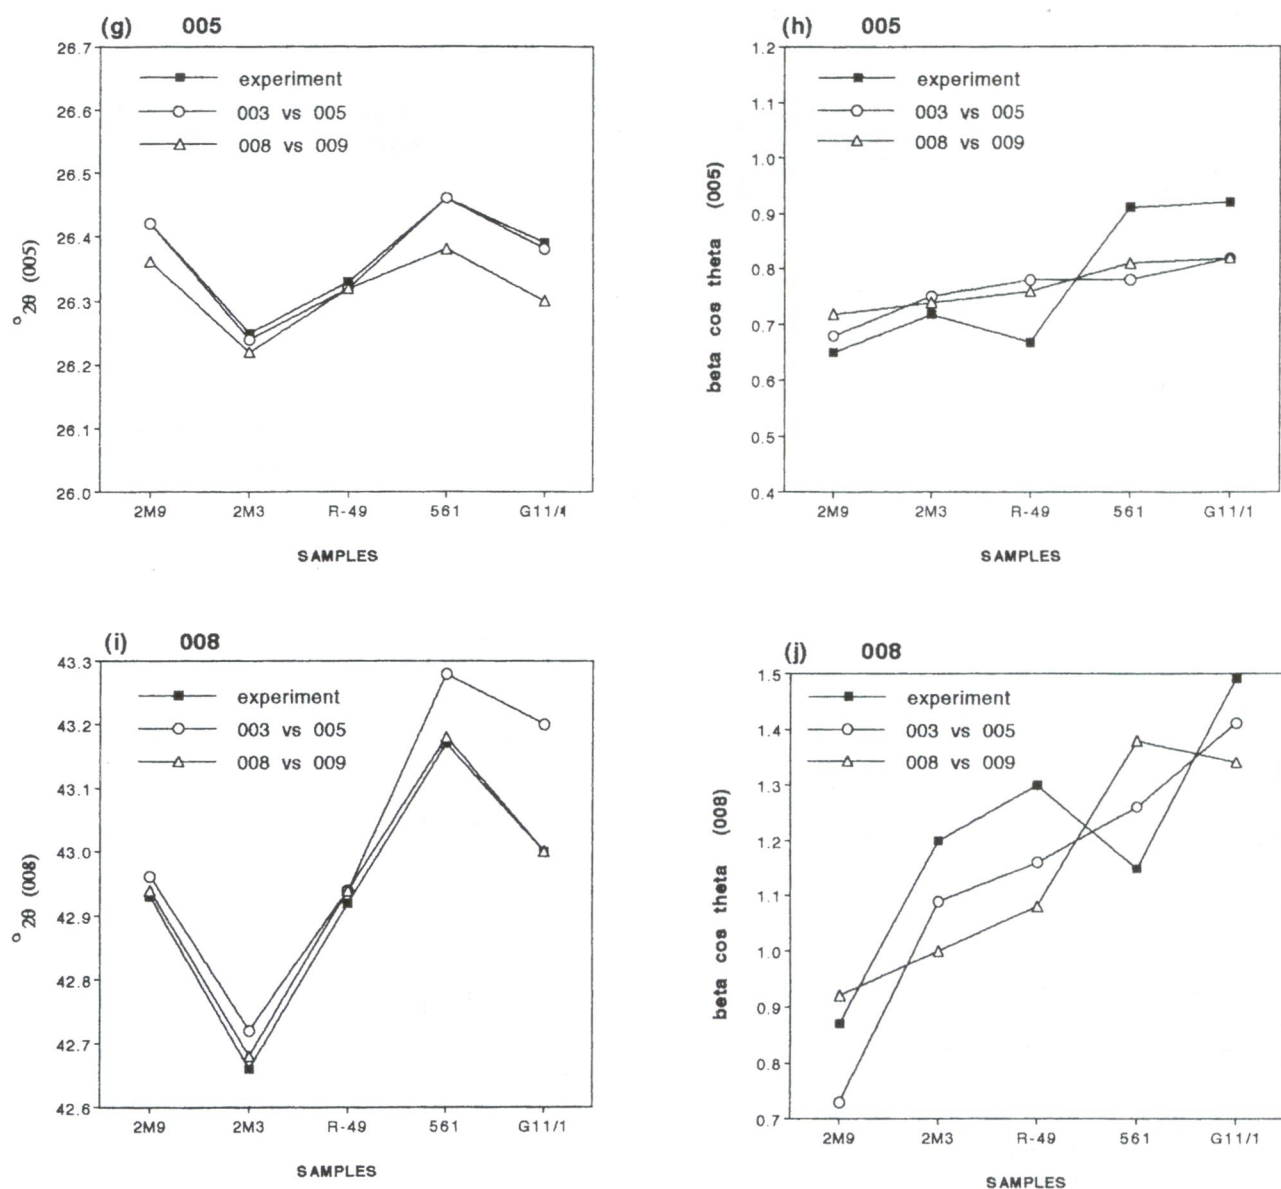 (g) 005
26.7
26.6
26.5
26.4
26.3
26.2
26.1
26.0
° 2θ (005)
experiment
003 vs 005
008 vs 009
2M9 2M3 R-49 561 G11/1
SAMPLES
(h) 005
1.2
1.1
1.0
0.9
0.8
0.7
0.6
0.5
0.4
beta cos theta (005)
experiment
003 vs 005
008 vs 009
2M9 2M3 R-49 561 G11/1
SAMPLES
(i) 008
43.3
43.2
43.1
43.0
42.9
42.8
42.7
42.6
° 2θ (008)
experiment
003 vs 005
008 vs 009
2M9 2M3 R-49 561 G11/1
SAMPLES
(j) 008
1.5
1.4
1.3
1.2
1.1
1.0
0.9
0.8
0.7
beta cos theta (008)
experiment
003 vs 005
008 vs 009
2M9 2M3 R-49 561 G11/1
SAMPLES